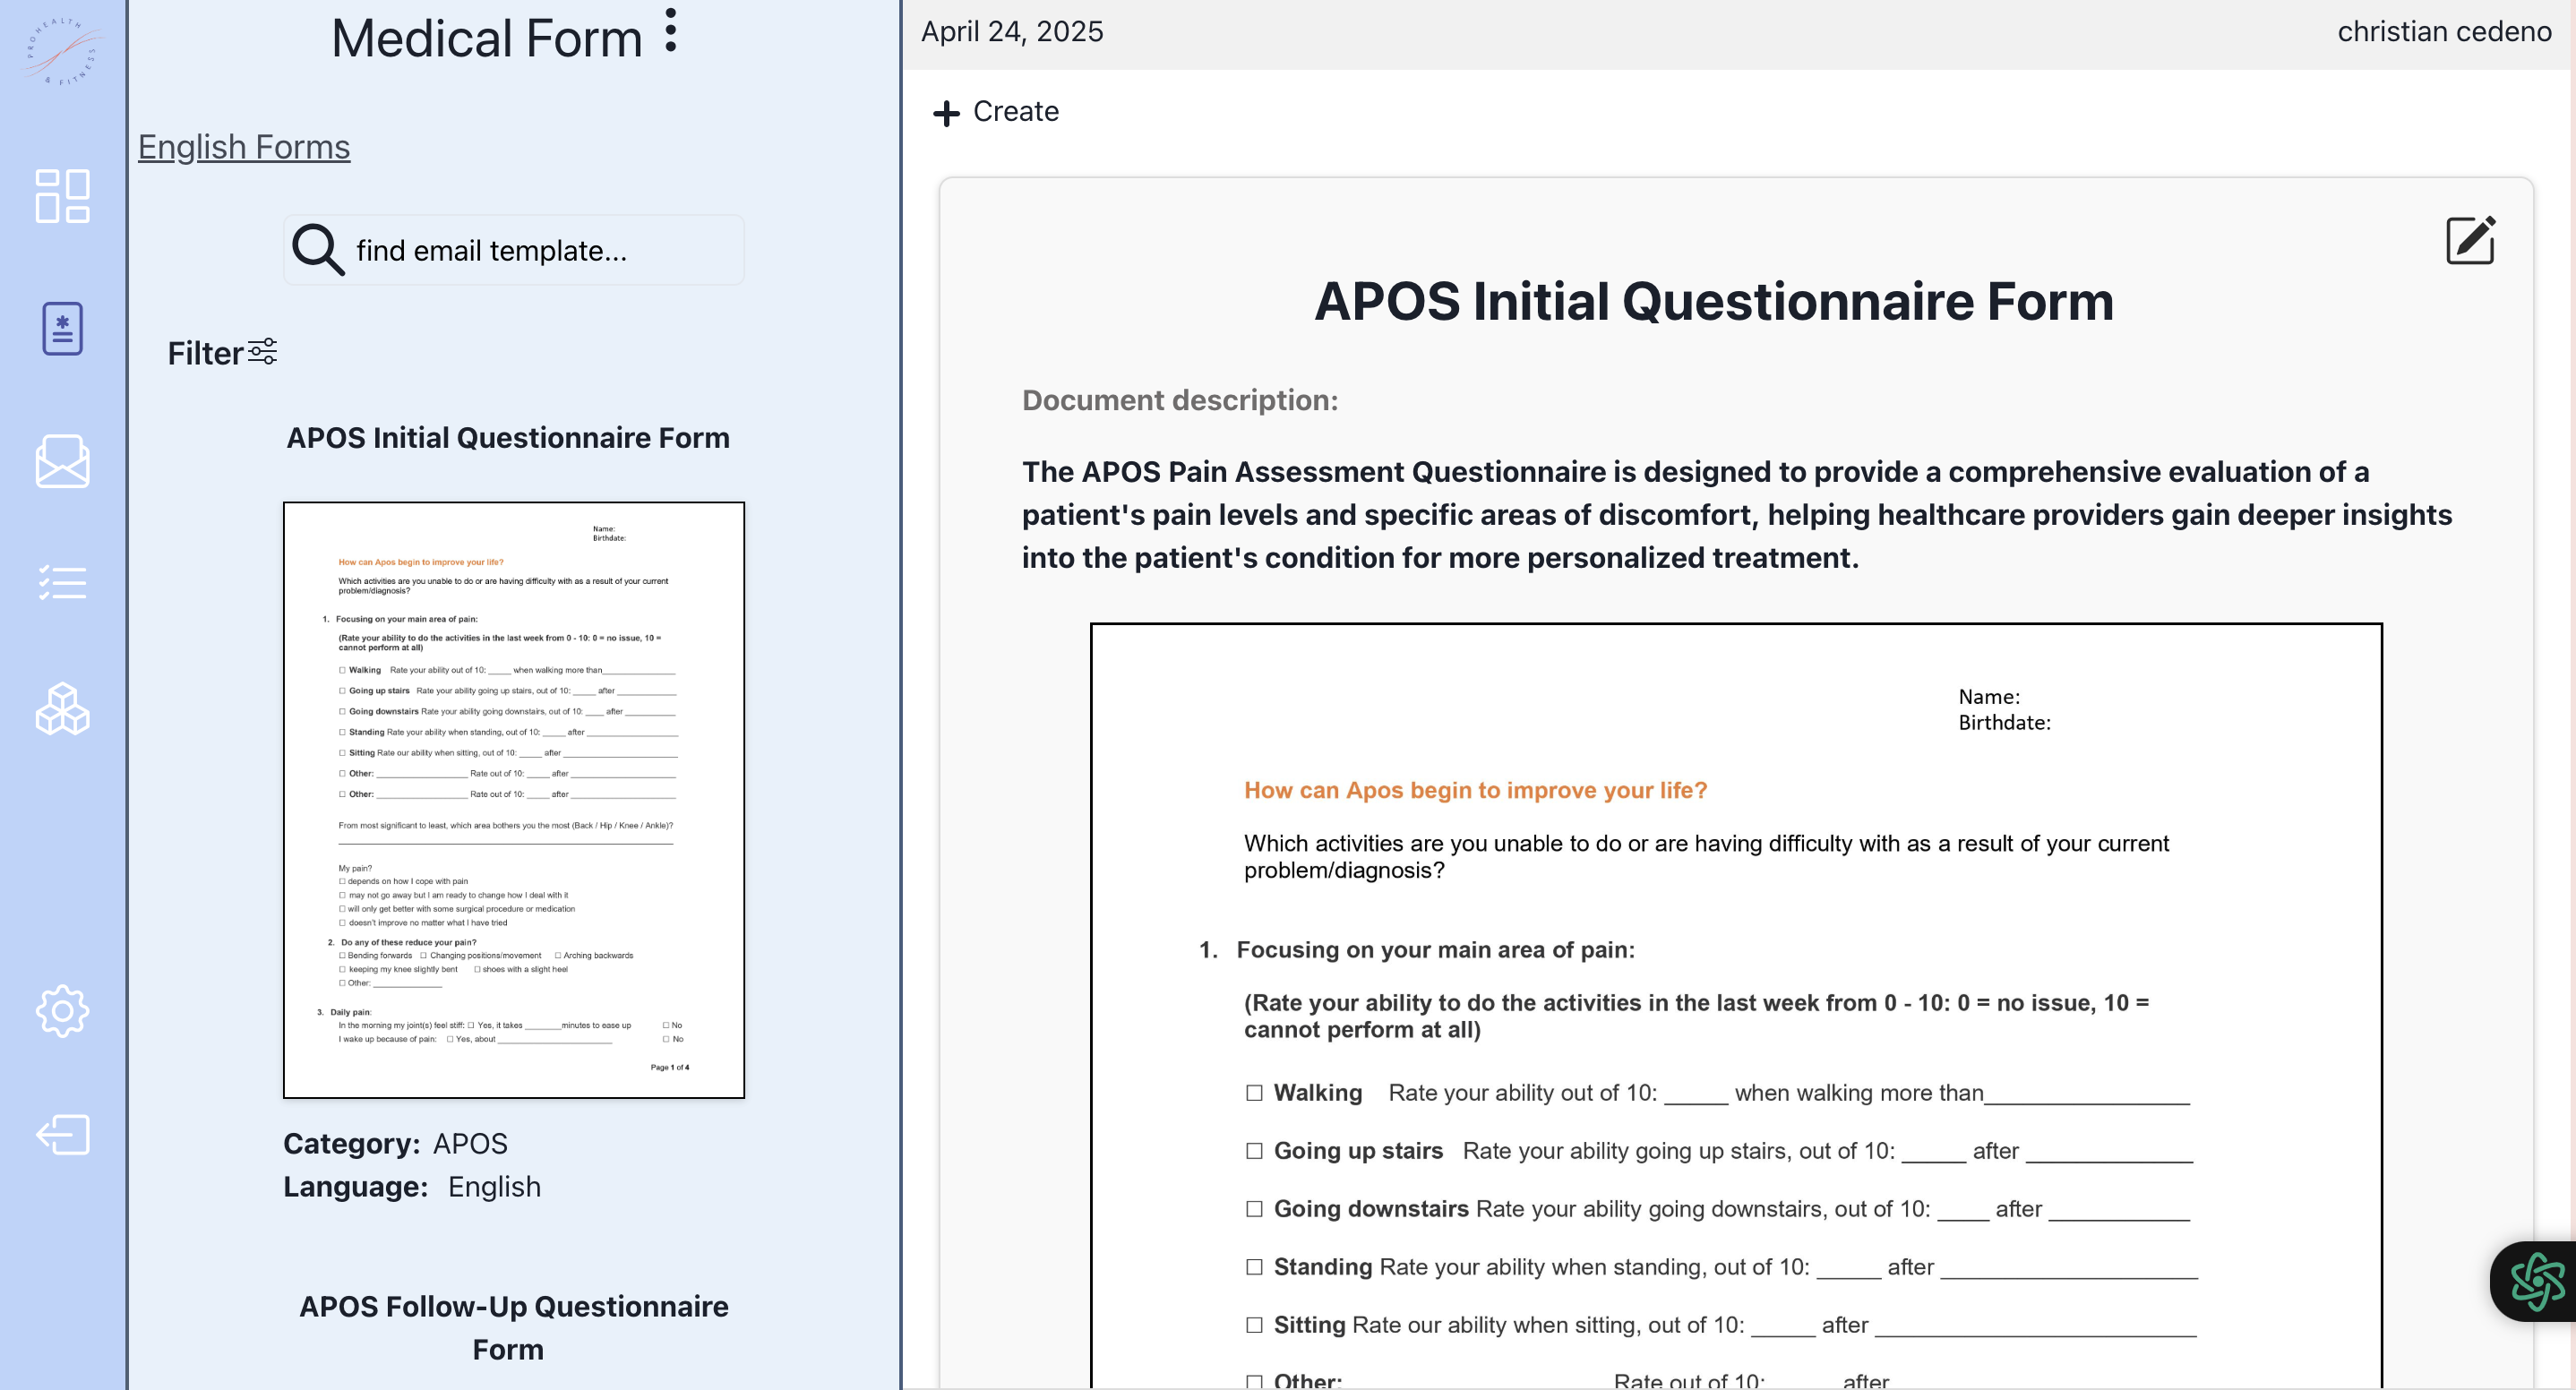 PROHEALTH
& FITNESS
Medical Form
English Forms
find email template...
Filter
APOS Initial Questionnaire Form
Name:
Birthdate:
How can Apos begin to improve your life?
Which activities are you unable to do or are having difficulty with as a result of your current
problem/diagnosis?
1. Focusing on your main area of pain:
(Rate your ability to do the activities in the last week from 0 - 10: 0 = no issue, 10 =
cannot perform at all)
☐ Walking Rate your ability out of 10: _____ when walking more than________________
☐ Going up stairs Rate your ability going up stairs, out of 10: _____ after _____________
☐ Going downstairs Rate your ability going downstairs, out of 10: ____ after ___________
☐ Standing Rate your ability when standing, out of 10: _____ after ____________________
☐ Sitting Rate our ability when sitting, out of 10: _____ after _________________________
☐ Other: ____________________ Rate out of 10: _____ after _______________________
☐ Other: ____________________ Rate out of 10: _____ after _______________________
From most significant to least, which area bothers you the most (Back / Hip / Knee / Ankle)?
My pain?
☐ depends on how I cope with pain
☐ may not go away but I am ready to change how I deal with it
☐ will only get better with some surgical procedure or medication
☐ doesn't improve no matter what I have tried
2. Do any of these reduce your pain?
☐ Bending forwards ☐ Changing positions/movement ☐ Arching backwards
☐ keeping my knee slightly bent ☐ shoes with a slight heel
☐ Other: _______________
3. Daily pain:
In the morning my joint(s) feel stiff: ☐ Yes, it takes ________minutes to ease up ☐ No
I wake up because of pain: ☐ Yes, about _________________________ ☐ No
Page 1 of 4
Category: APOS
Language: English
APOS Follow-Up Questionnaire
Form
April 24, 2025
christian cedeno
Create
APOS Initial Questionnaire Form
Document description:
The APOS Pain Assessment Questionnaire is designed to provide a comprehensive evaluation of a
patient's pain levels and specific areas of discomfort, helping healthcare providers gain deeper insights
into the patient's condition for more personalized treatment.
Name:
Birthdate:
How can Apos begin to improve your life?
Which activities are you unable to do or are having difficulty with as a result of your current
problem/diagnosis?
1. Focusing on your main area of pain:
(Rate your ability to do the activities in the last week from 0 - 10: 0 = no issue, 10 =
cannot perform at all)
☐ Walking Rate your ability out of 10: _____ when walking more than________________
☐ Going up stairs Rate your ability going up stairs, out of 10: _____ after _____________
☐ Going downstairs Rate your ability going downstairs, out of 10: ____ after ___________
☐ Standing Rate your ability when standing, out of 10: _____ after ____________________
☐ Sitting Rate our ability when sitting, out of 10: _____ after _________________________
☐ Other: Rate out of 10: after